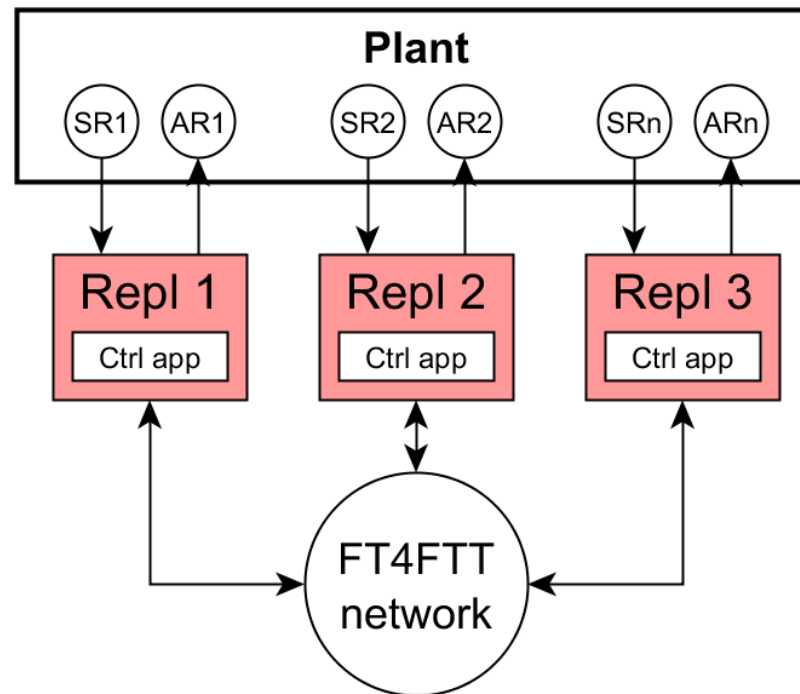 Plant
SR1 AR1 SR2 AR2 SRn ARn
Repl 1 Repl 2 Repl 3
Ctrl app Ctrl app Ctrl app
FT4FTT
network